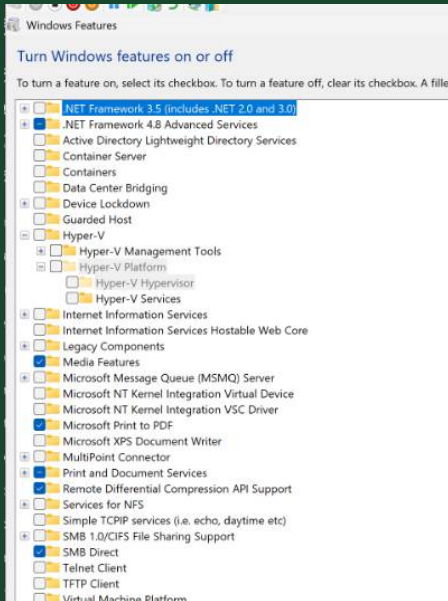 Windows Features
Turn Windows features on or off
To turn a feature on, select its checkbox. To turn a feature off, clear its checkbox. A fille
.NET Framework 3.5 (includes .NET 2.0 and 3.0)
.NET Framework 4.8 Advanced Services
Active Directory Lightweight Directory Services
Container Server
Containers
Data Center Bridging
Device Lockdown
Guarded Host
Hyper-V
Hyper-V Management Tools
Hyper-V Platform
Hyper-V Hypervisor
Hyper-V Services
Internet Information Services
Internet Information Services Hostable Web Core
Legacy Components
Media Features
Microsoft Message Queue (MSMQ) Server
Microsoft NT Kernel Integration Virtual Device
Microsoft NT Kernel Integration VSC Driver
Microsoft Print to PDF
Microsoft XPS Document Writer
MultiPoint Connector
Print and Document Services
Remote Differential Compression API Support
Services for NFS
Simple TCPIP services (i.e. echo, daytime etc)
SMB 1.0/CIFS File Sharing Support
SMB Direct
Telnet Client
TFTP Client
Virtual Machine Platform